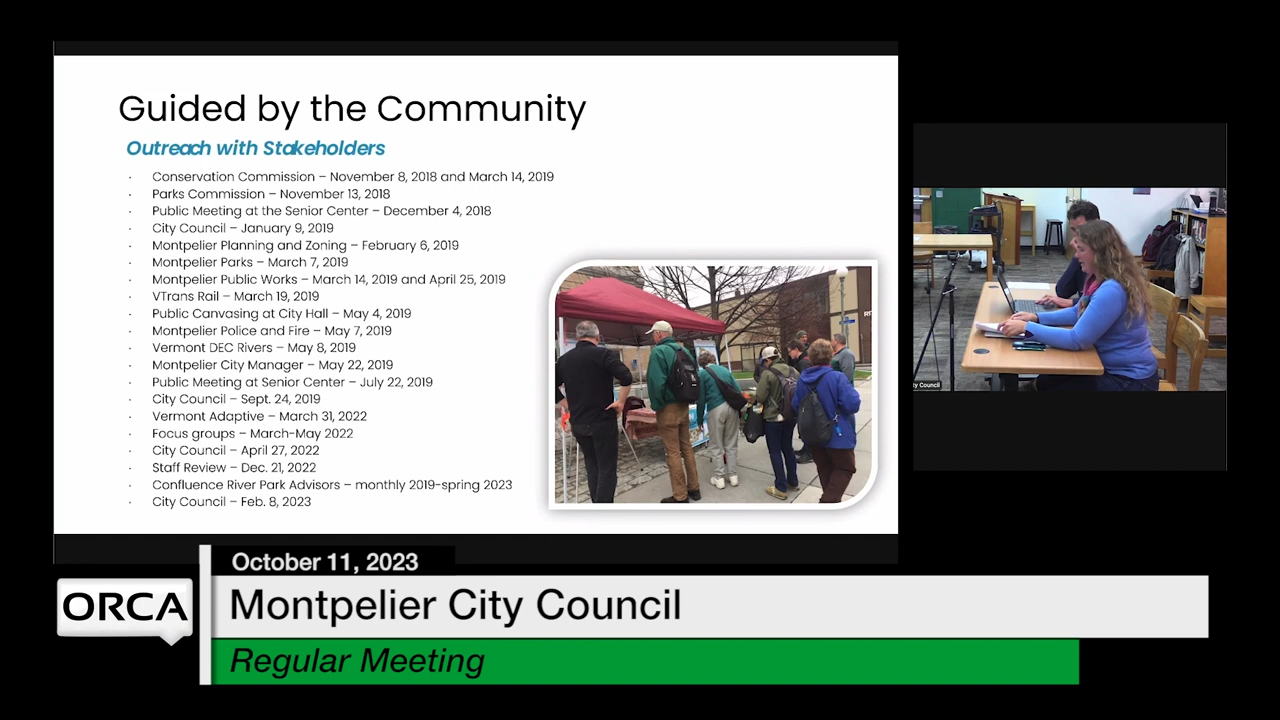 Guided by the Community
Outreach with Stakeholders
· Conservation Commission – November 8, 2018 and March 14, 2019
· Parks Commission – November 13, 2018
· Public Meeting at the Senior Center – December 4, 2018
· City Council – January 9, 2019
· Montpelier Planning and Zoning – February 6, 2019
· Montpelier Parks – March 7, 2019
· Montpelier Public Works – March 14, 2019 and April 25, 2019
· VTrans Rail – March 19, 2019
· Public Canvasing at City Hall – May 4, 2019
· Montpelier Police and Fire – May 7, 2019
· Vermont DEC Rivers – May 8, 2019
· Montpelier City Manager – May 22, 2019
· Public Meeting at Senior Center – July 22, 2019
· City Council – Sept. 24, 2019
· Vermont Adaptive – March 31, 2022
· Focus groups – March-May 2022
· City Council – April 27, 2022
· Staff Review – Dec. 21, 2022
· Confluence River Park Advisors – monthly 2019-spring 2023
· City Council – Feb. 8, 2023
ty Council
October 11, 2023
ORCA
Montpelier City Council
Regular Meeting